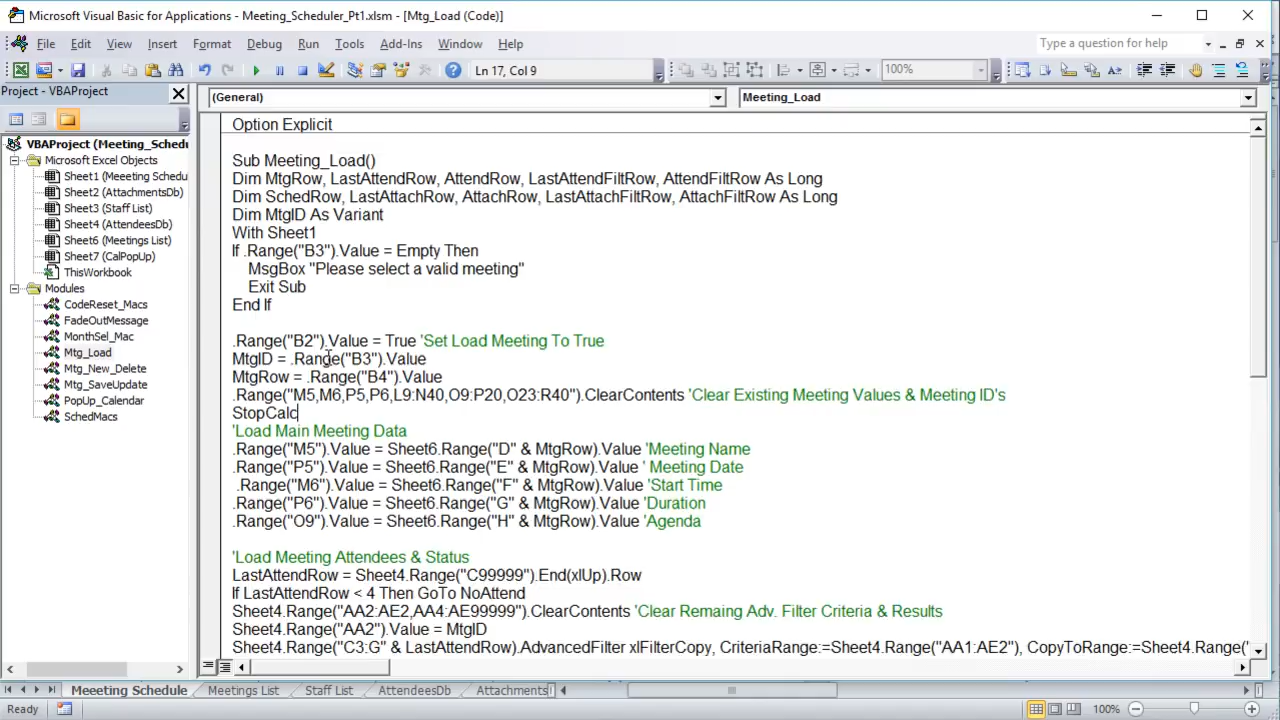 Microsoft Visual Basic for Applications - Meeting_Scheduler_Pt1.xlsm - [Mtg_Load (Code)]
File Edit View Insert Format Debug Run Tools Add-Ins Window Help
Type a question for help
Ln 17, Col 9
100%
Project - VBAProject
(General)
Meeting_Load
VBAProject (Meeting_Schedu
Microsoft Excel Objects
Sheet1 (Meeeting Schedu
Sheet2 (AttachmentsDb)
Sheet3 (Staff List)
Sheet4 (AttendeesDb)
Sheet6 (Meetings List)
Sheet7 (CalPopUp)
ThisWorkbook
Modules
CodeReset_Macs
FadeOutMessage
MonthSel_Mac
Mtg_Load
Mtg_New_Delete
Mtg_SaveUpdate
PopUp_Calendar
SchedMacs
Option Explicit
Sub Meeting_Load()
Dim MtgRow, LastAttendRow, AttendRow, LastAttendFiltRow, AttendFiltRow As Long
Dim SchedRow, LastAttachRow, AttachRow, LastAttachFiltRow, AttachFiltRow As Long
Dim MtgID As Variant
With Sheet1
If .Range("B3").Value = Empty Then
MsgBox "Please select a valid meeting"
Exit Sub
End If
.Range("B2").Value = True 'Set Load Meeting To True
MtgID = .Range("B3").Value
MtgRow = .Range("B4").Value
.Range("M5,M6,P5,P6,L9:N40,O9:P20,O23:R40").ClearContents 'Clear Existing Meeting Values & Meeting ID's
StopCalc
'Load Main Meeting Data
.Range("M5").Value = Sheet6.Range("D" & MtgRow).Value 'Meeting Name
.Range("P5").Value = Sheet6.Range("E" & MtgRow).Value ' Meeting Date
.Range("M6").Value = Sheet6.Range("F" & MtgRow).Value 'Start Time
.Range("P6").Value = Sheet6.Range("G" & MtgRow).Value 'Duration
.Range("O9").Value = Sheet6.Range("H" & MtgRow).Value 'Agenda
'Load Meeting Attendees & Status
LastAttendRow = Sheet4.Range("C99999").End(xlUp).Row
If LastAttendRow < 4 Then GoTo NoAttend
Sheet4.Range("AA2:AE2,AA4:AE99999").ClearContents 'Clear Remaing Adv. Filter Criteria & Results
Sheet4.Range("AA2").Value = MtgID
Sheet4.Range("C3:G" & LastAttendRow).AdvancedFilter xlFilterCopy, CriteriaRange:=Sheet4.Range("AA1:AE2"), CopyToRange:=Sheet4.Range("
Meeeting Schedule Meetings List Staff List AttendeesDb Attachments
Ready
100%